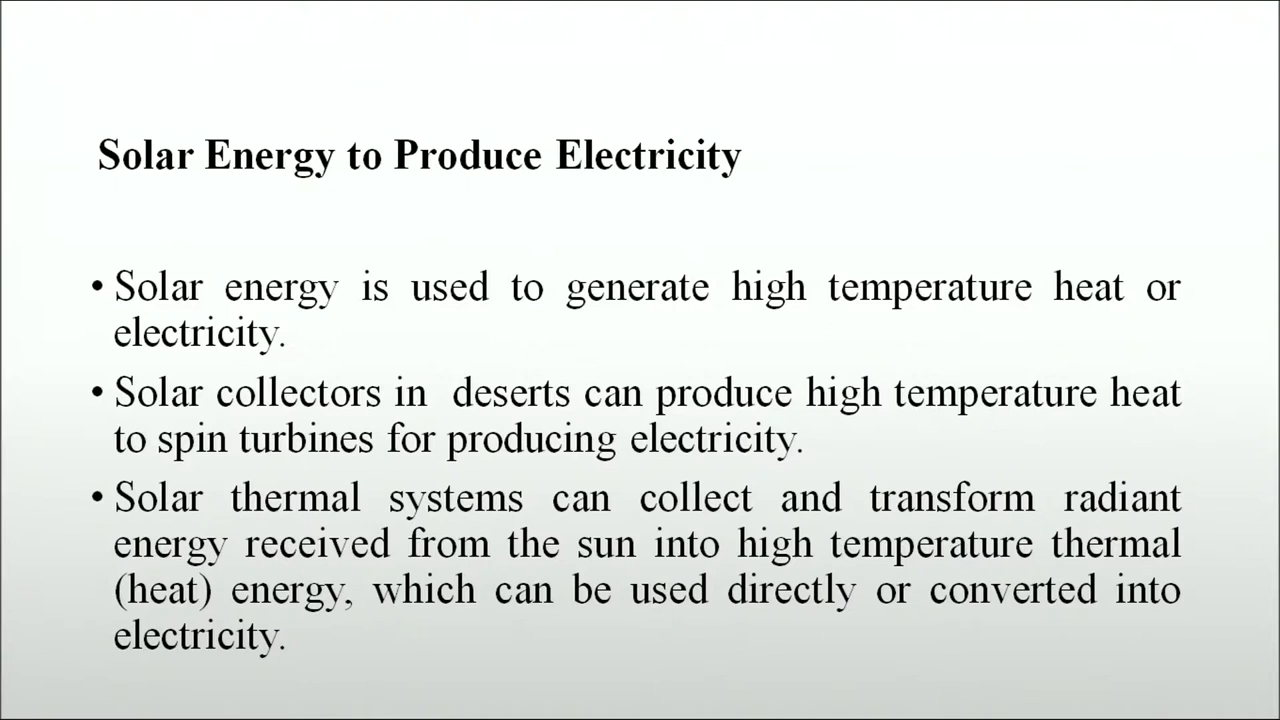 Solar Energy to Produce Electricity
• Solar energy is used to generate high temperature heat or
electricity.
• Solar collectors in deserts can produce high temperature heat
to spin turbines for producing electricity.
• Solar thermal systems can collect and transform radiant
energy received from the sun into high temperature thermal
(heat) energy, which can be used directly or converted into
electricity.